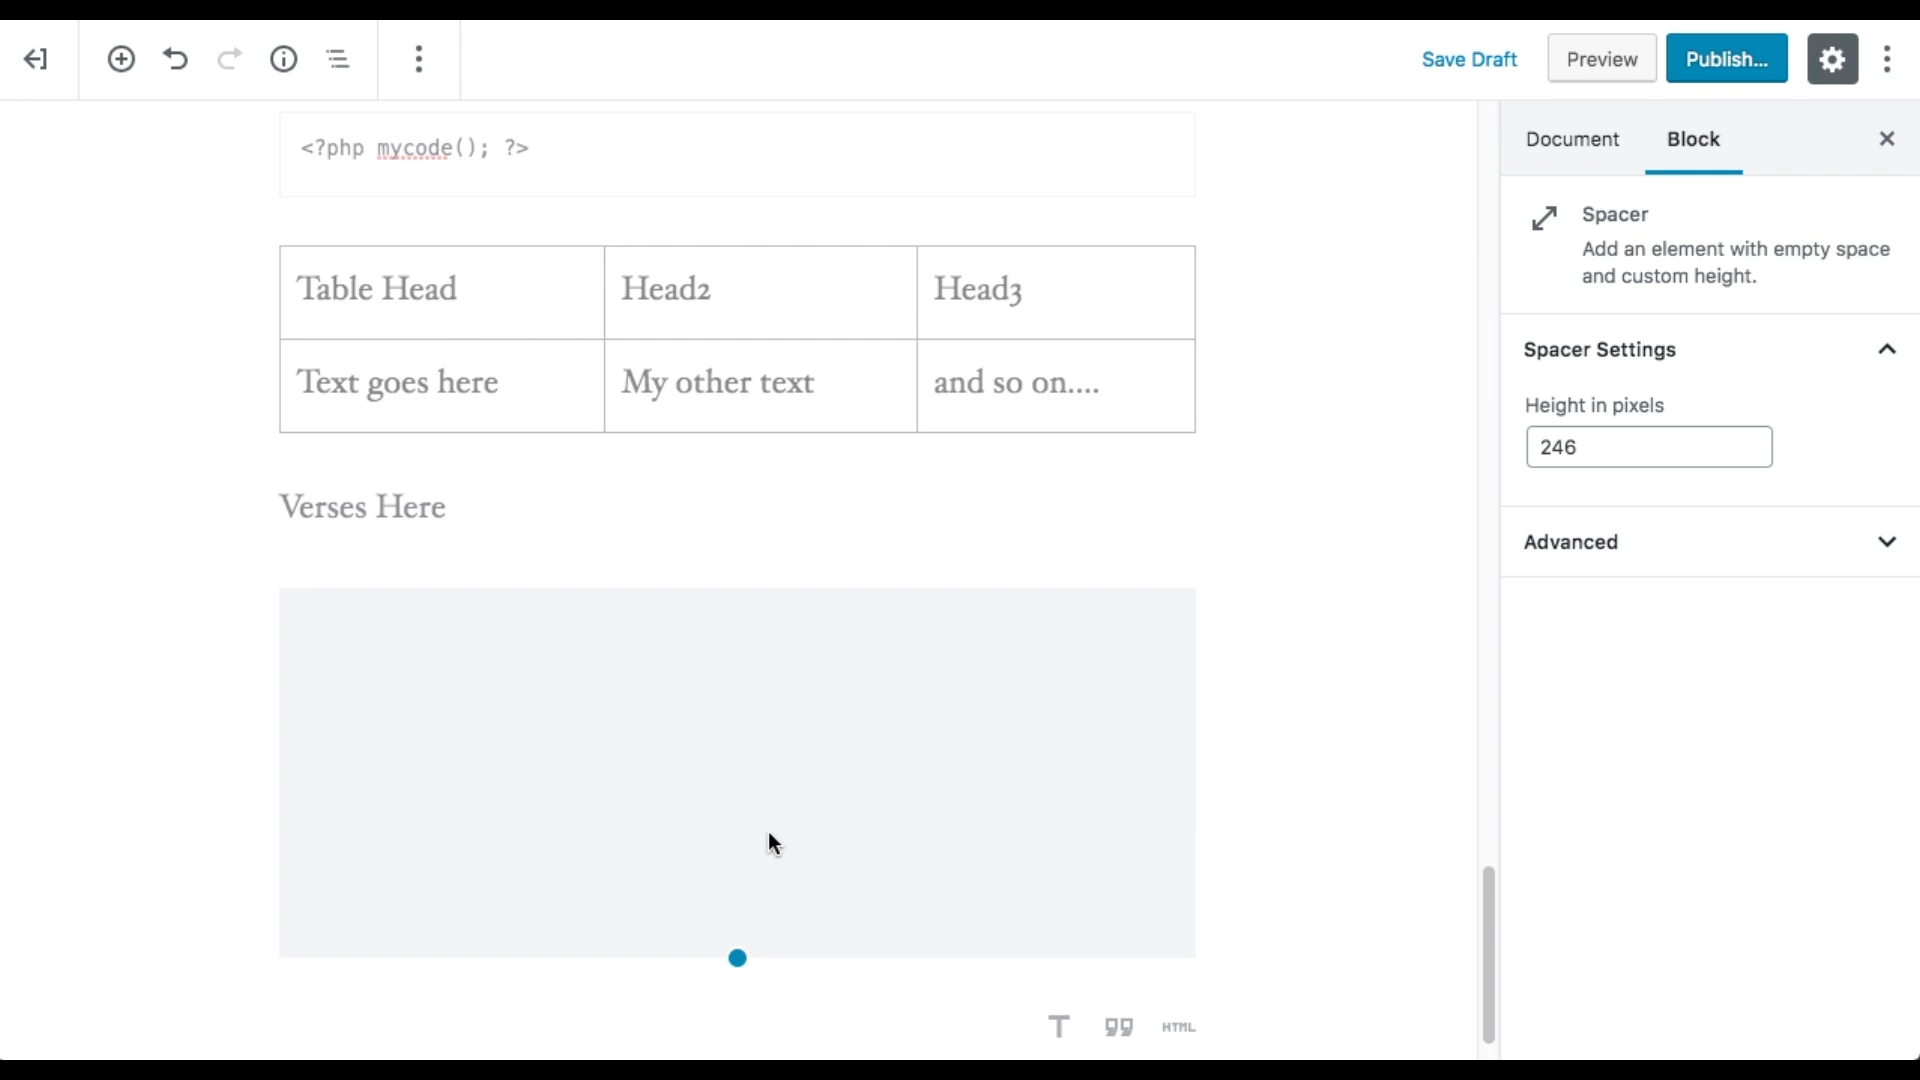 Save Draft
Preview
Publish...
<?php mycode(); ?>
Table Head
Head2
Head3
Text goes here
My other text
and so on....
Verses Here
HTML
Document
Block
Spacer
Add an element with empty space
and custom height.
Spacer Settings
Height in pixels
246
Advanced